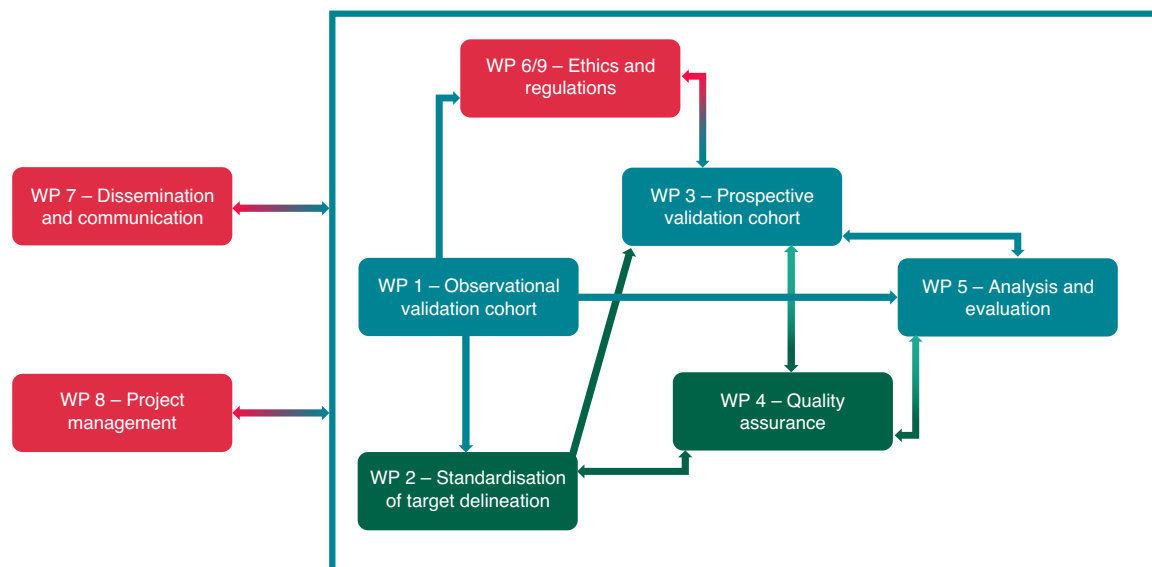 WP 6/9 – Ethics and
regulations
WP 7 – Dissemination
and communication
WP 3 – Prospective
validation cohort
WP 1 – Observational
validation cohort
WP 5 – Analysis and
evaluation
WP 8 – Project
management
WP 4 – Quality
assurance
WP 2 – Standardisation
of target delineation